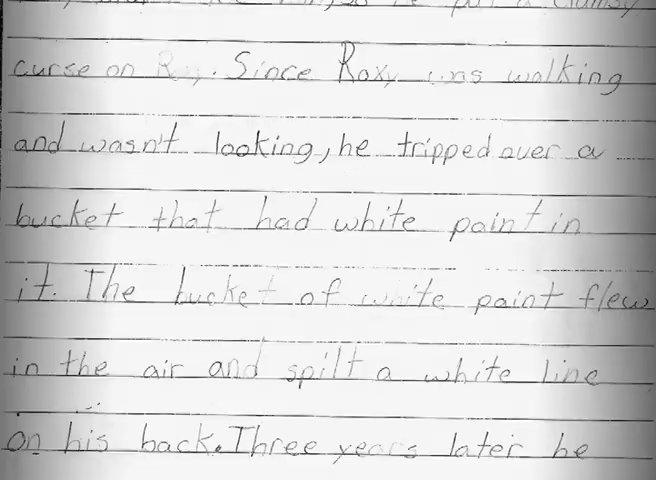 put a clumsy
curse on Roxy. Since Roxy was walking
and wasn't looking, he tripped over a
bucket that had white paint in
it. The bucket of white paint flew
in the air and spilt a white line
on his back. Three years later he